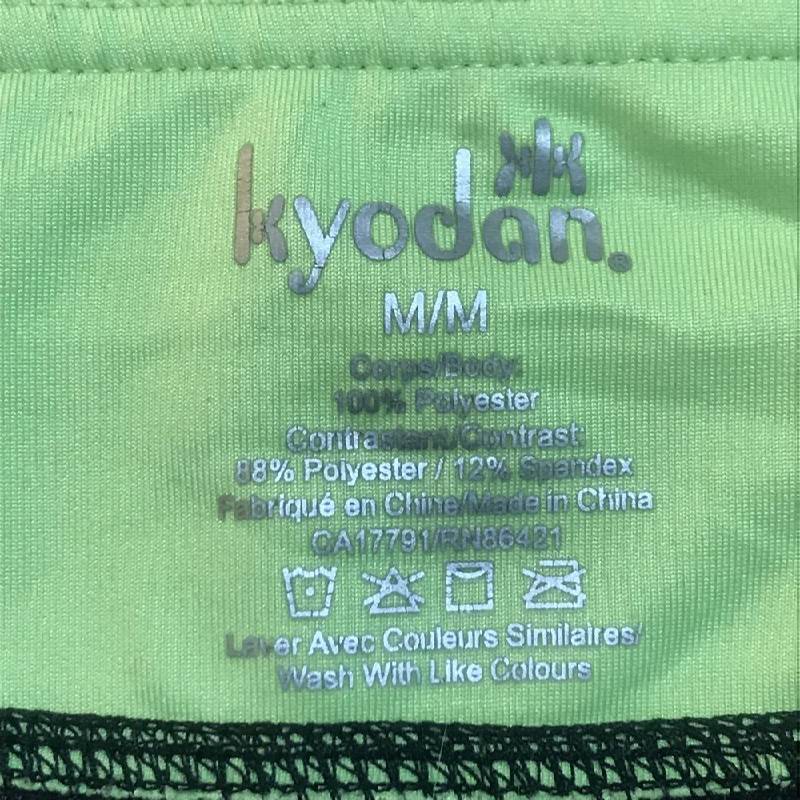 kyodan®
M/M
Corps/Body:
100% Polyester
Contrastant/Contrast:
88% Polyester / 12% Spandex
Fabriqué en Chine/Made in China
CA17791/RN86421
Laver Avec Couleurs Similaires/
Wash With Like Colours